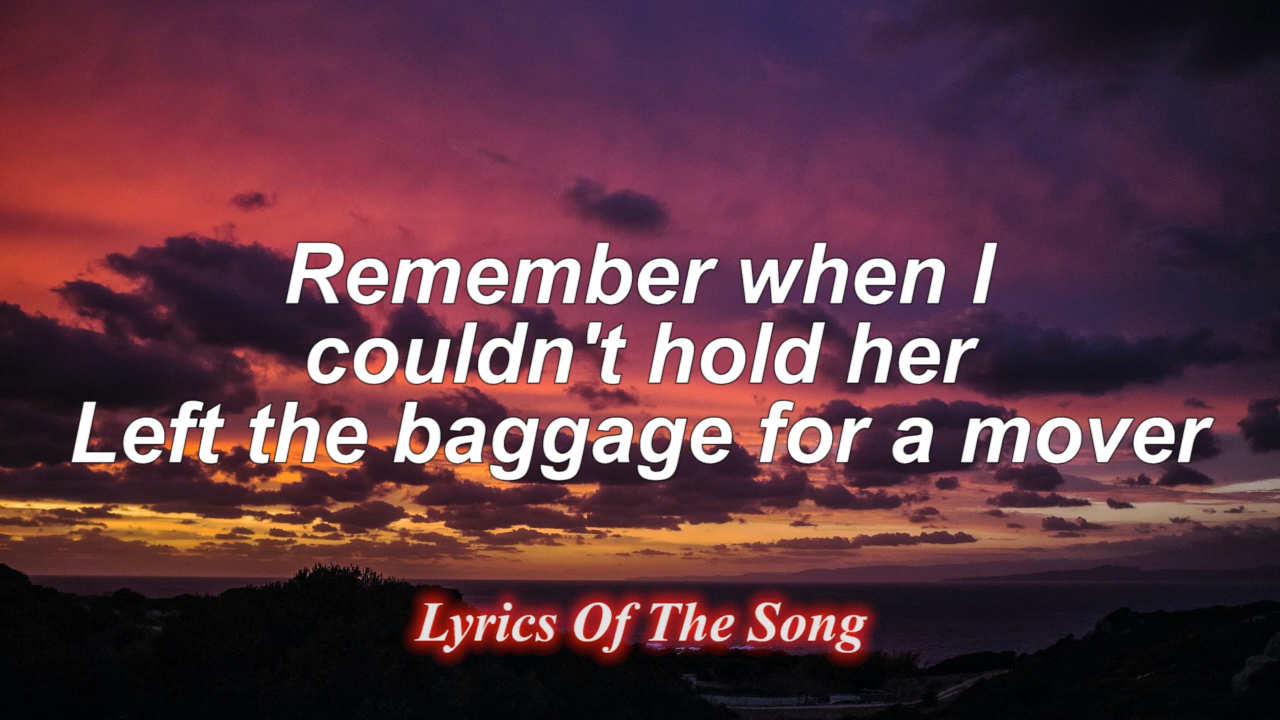 Remember when I
couldn't hold her
Left the baggage for a mover
Lyrics Of The Song